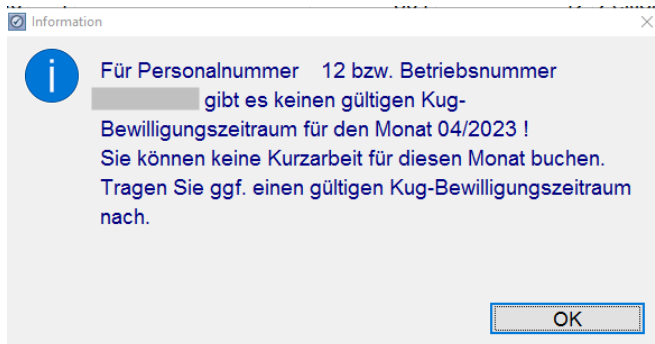 Information
Für Personalnummer 12 bzw. Betriebsnummer
gibt es keinen gültigen Kug-
Bewilligungszeitraum für den Monat 04/2023 !
Sie können keine Kurzarbeit für diesen Monat buchen.
Tragen Sie ggf. einen gültigen Kug-Bewilligungszeitraum
nach.
OK